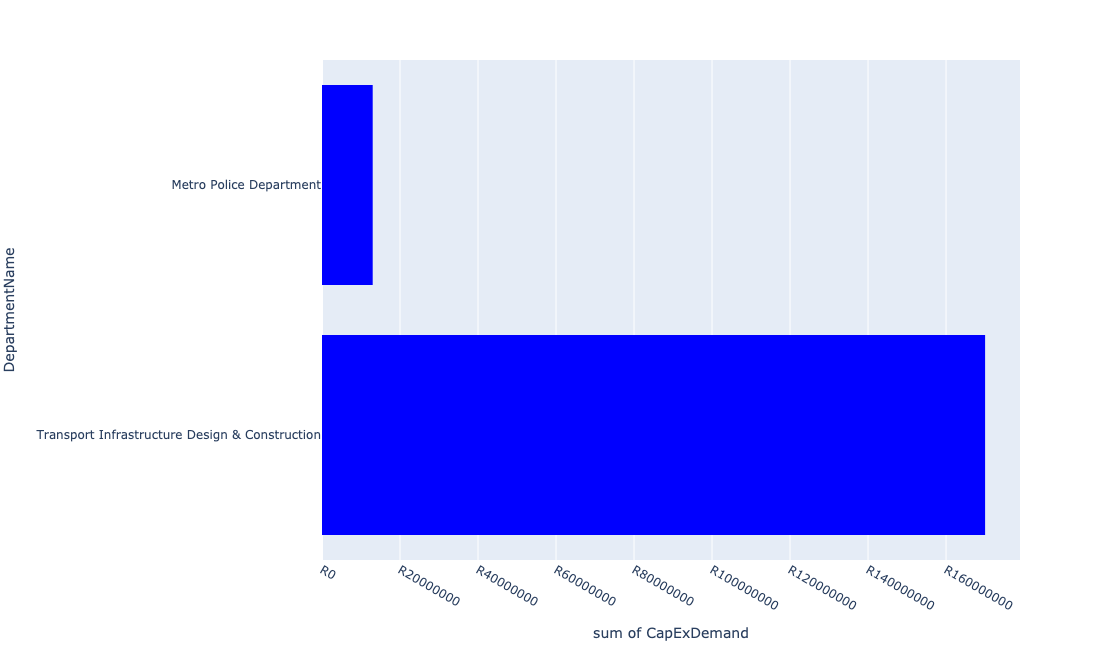 DepartmentName
Metro Police Department
Transport Infrastructure Design & Construction
R0
R20000000
R40000000
R60000000
R80000000
R100000000
R120000000
R140000000
R160000000
sum of CapExDemand